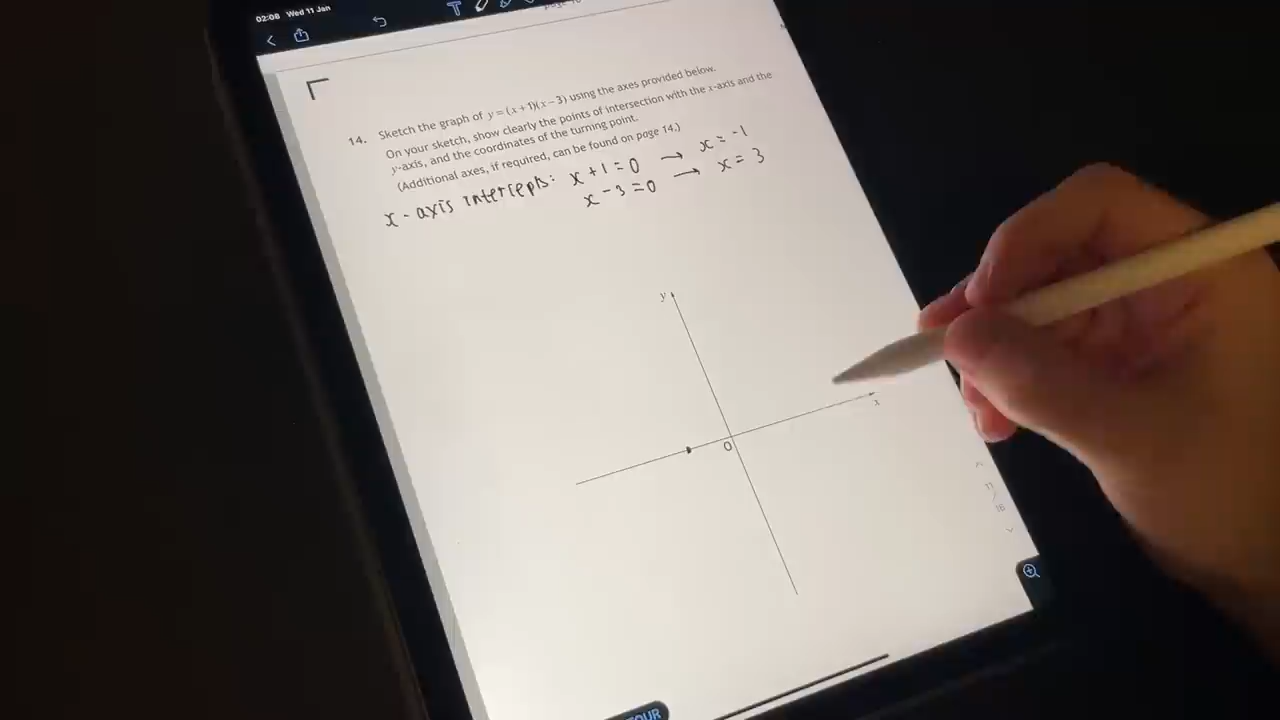 02:08 Wed 11 Jan
14. Sketch the graph of y = (x + 1)(x − 3) using the axes provided below.
On your sketch, show clearly the points of intersection with the x-axis and the
y-axis, and the coordinates of the turning point.
(Additional axes, if required, can be found on page 14.)
x-axis intercepts: x + 1 = 0 → x = -1
x - 3 = 0 → x = 3
y
x
0
11
/
16